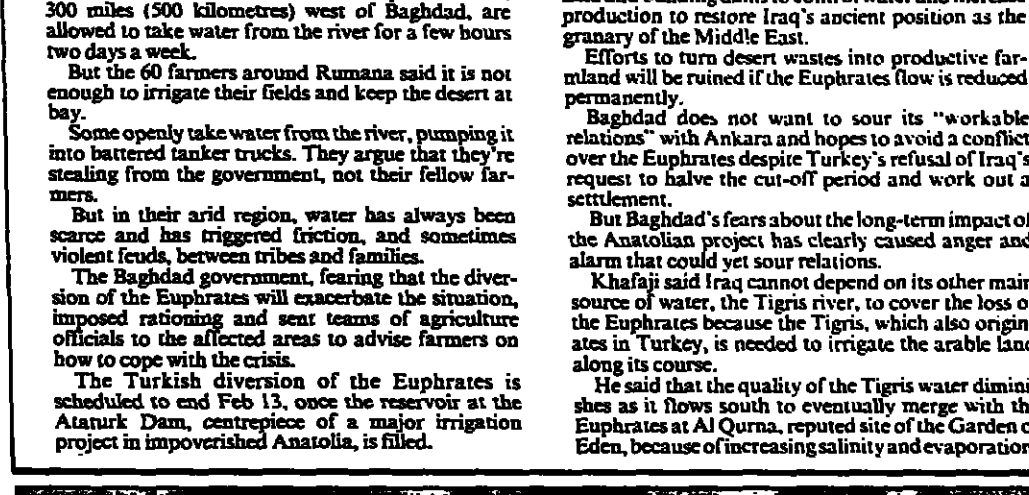 300 miles (500 kilometres) west of Baghdad, are
allowed to take water from the river for a few hours
two days a week.
But the 60 farmers around Rumana said it is not
enough to irrigate their fields and keep the desert at
bay.
Some openly take water from the river, pumping it
into battered tanker trucks. They argue that they're
stealing from the government, not their fellow far-
mers.
But in their arid region, water has always been
scarce and has triggered friction, and sometimes
violent feuds, between tribes and families.
The Baghdad government, fearing that the diver-
sion of the Euphrates will exacerbate the situation,
imposed rationing and sent teams of agriculture
officials to the affected areas to advise farmers on
how to cope with the crisis.
The Turkish diversion of the Euphrates is
scheduled to end Feb 13, once the reservoir at the
Ataturk Dam, centrepiece of a major irrigation
project in impoverished Anatolia, is filled.
production to restore Iraq's ancient position as the
granary of the Middle East.
Efforts to turn desert wastes into productive far-
mland will be ruined if the Euphrates flow is reduced
permanently.
Baghdad does not want to sour its "workable
relations" with Ankara and hopes to avoid a conflict
over the Euphrates despite Turkey's refusal of Iraq's
request to halve the cut-off period and work out a
setttlement.
But Baghdad's fears about the long-term impact of
the Anatolian project has clearly caused anger and
alarm that could yet sour relations.
Khafaji said Iraq cannot depend on its other main
source of water, the Tigris river, to cover the loss o
the Euphrates because the Tigris, which also origin
ates in Turkey, is needed to irrigate the arable land
along its course.
He said that the quality of the Tigris water dimini
shes as it flows south to eventually merge with th
Euphrates at Al Qurna, reputed site of the Garden o
Eden, because of increasing salinity and evaporation